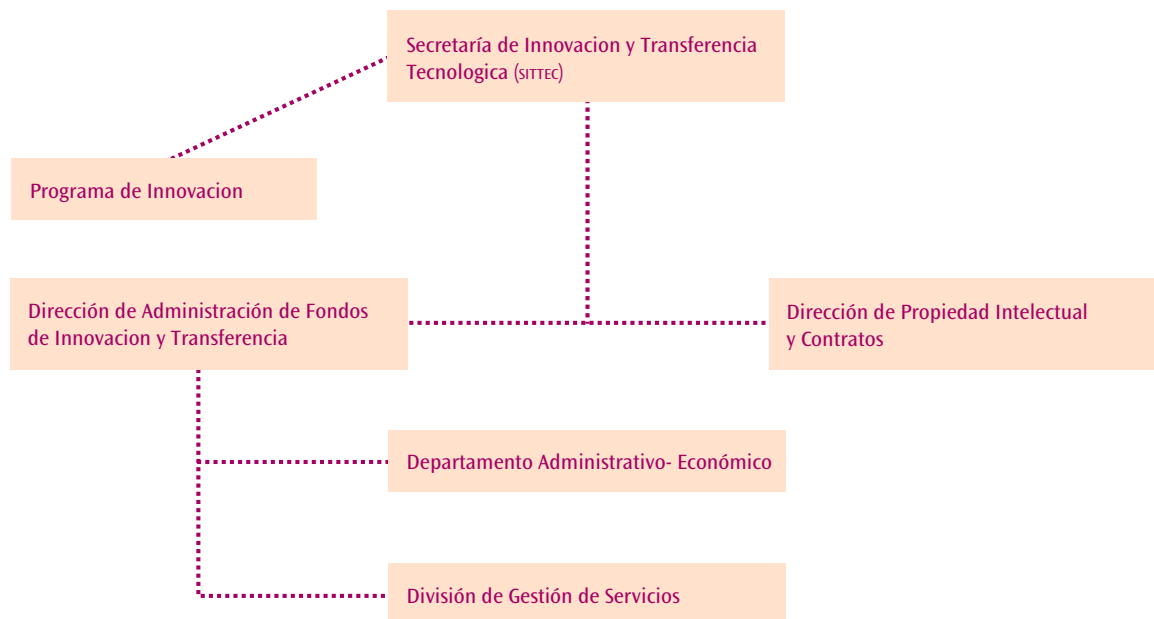 Secretaría de Innovacion y Transferencia
Tecnologica (SITTEC)
Programa de Innovacion
Dirección de Administración de Fondos
de Innovacion y Transferencia
Dirección de Propiedad Intelectual
y Contratos
Departamento Administrativo- Económico
División de Gestión de Servicios